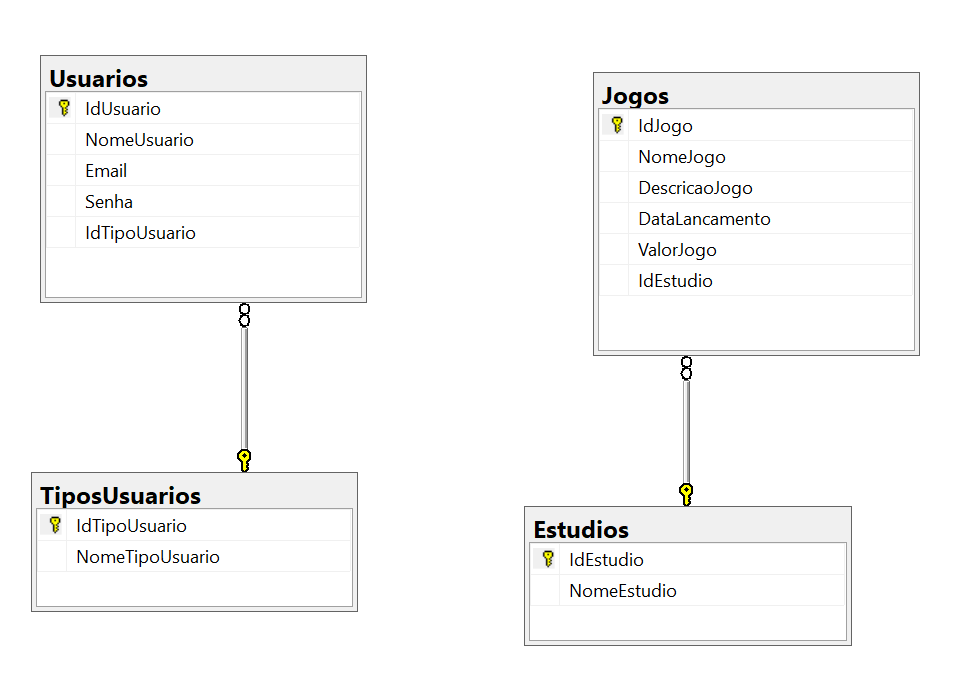 Usuarios
IdUsuario
NomeUsuario
Email
Senha
IdTipoUsuario
Jogos
IdJogo
NomeJogo
DescricaoJogo
DataLancamento
ValorJogo
IdEstudio
TiposUsuarios
IdTipoUsuario
NomeTipoUsuario
Estudios
IdEstudio
NomeEstudio